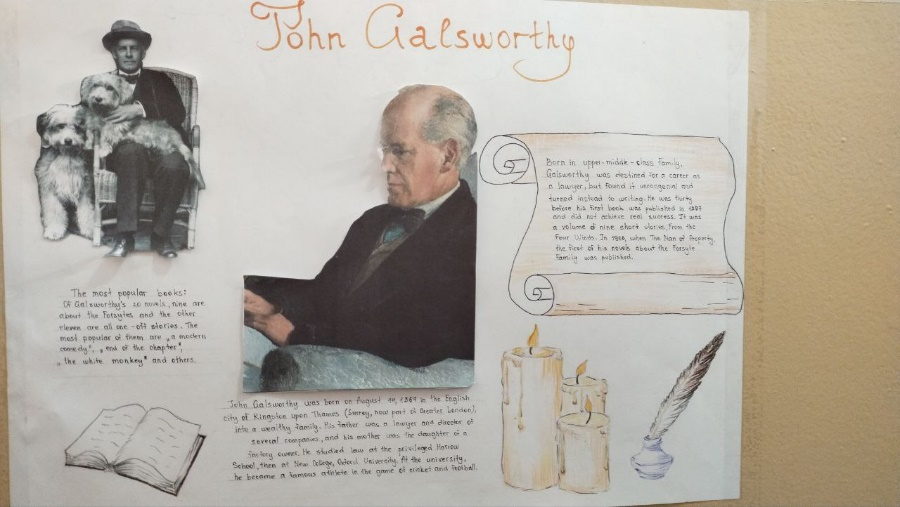 John Galsworthy
Born in upper-middle-class family,
Galsworthy was destined for a career as
a lawyer, but found it uncongenial and
turned instead to writing. He was thirty
before his first book was published in 1897
and did not achieve real success. It was
a volume of nine short stories, From the
Four Winds. In 1906, when The Man of Property,
the first of his novels about the Forsyte
Family was published.
The most popular books:
Of Galsworthy's 20 novels, nine are
about the Forsytes and the other
eleven are all one-off stories. The
most popular of them are „a modern
comedy", „end of the chapter",
„the white monkey" and others.
John Galsworthy was born on August 14, 1867 in the English
city of Kingston upon Thames (Surrey, now part of Greater London),
into a wealthy family. His father was a lawyer and director of
several companies, and his mother was the daughter of a
factory owner. He studied law at the privileged Harrow
School, then at New College, Oxford University. At the university,
he became a famous athlete in the game of cricket and football.